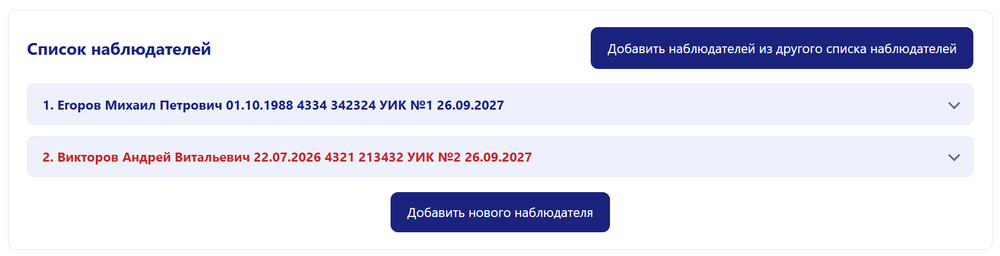 Список наблюдателей
Добавить наблюдателей из другого списка наблюдателей
1. Егоров Михаил Петрович 01.10.1988 4334 342324 УИК №1 26.09.2027
2. Викторов Андрей Витальевич 22.07.2026 4321 213432 УИК №2 26.09.2027
Добавить нового наблюдателя